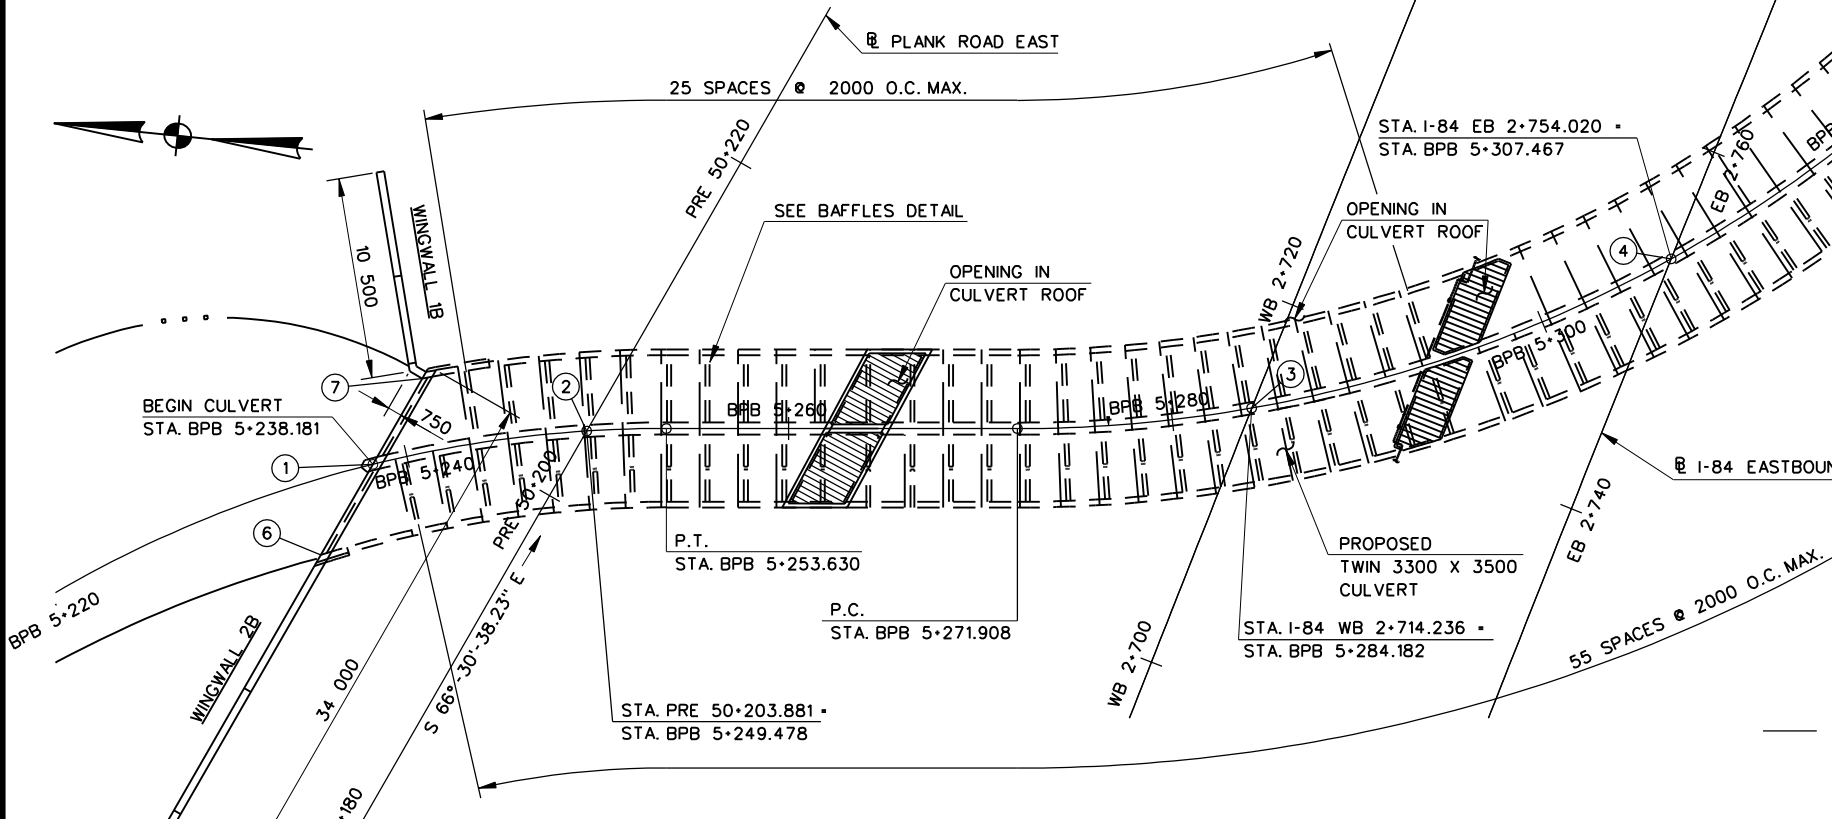 ℄ PLANK ROAD EAST
25 SPACES @ 2000 O.C. MAX.
STA. I-84 EB 2+754.020 =
STA. BPB 5+307.467
PRE 50+220
EB 2+760
BPB
WINGWALL 1B
10 500
SEE BAFFLES DETAIL
OPENING IN
CULVERT ROOF
OPENING IN
CULVERT ROOF
WB 2+720
4
BPB 5+300
7
2
3
BEGIN CULVERT
STA. BPB 5+238.181
750
BPB 5+260
BPB 5+280
1
BPB 5+240
℄ I-84 EASTBOUN
6
PRE 50+200
EB 2+740
P.T.
STA. BPB 5+253.630
PROPOSED
TWIN 3300 X 3500
CULVERT
BPB 5+220
S 66°-30'-38.23" E
P.C.
STA. BPB 5+271.908
STA. I-84 WB 2+714.236 =
STA. BPB 5+284.182
55 SPACES @ 2000 O.C. MAX.
WINGWALL 2B
34 000
WB 2+700
STA. PRE 50+203.881 =
STA. BPB 5+249.478
+180